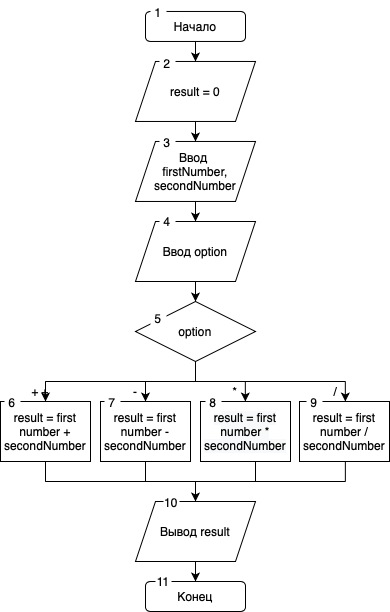 1
Начало
2
result = 0
3
Ввод
firstNumber,
secondNumber
4
Ввод option
5
option
+
-
*
/
6
result = first
number +
secondNumber
7
result = first
number -
secondNumber
8
result = first
number *
secondNumber
9
result = first
number /
secondNumber
10
Вывод result
11
Конец